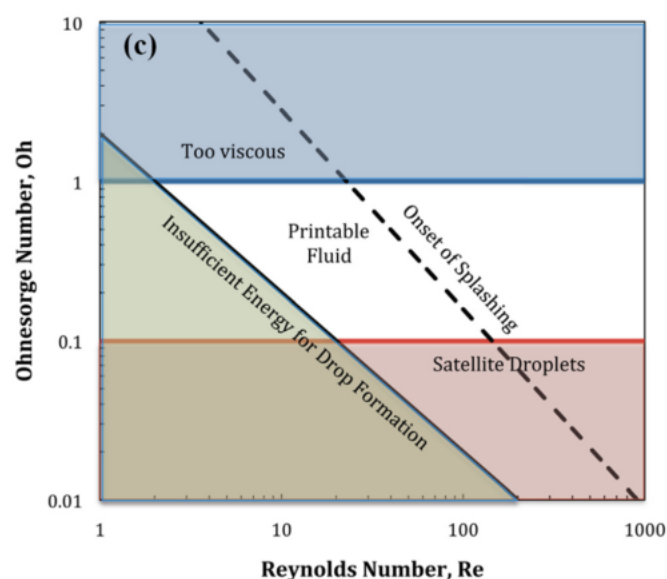 (c)
10
1
0.1
0.01
Ohnesorge Number, Oh
Too viscous
Printable
Fluid
Onset of Splashing
Insufficient Energy for Drop Formation
Satellite Droplets
1
10
100
1000
Reynolds Number, Re